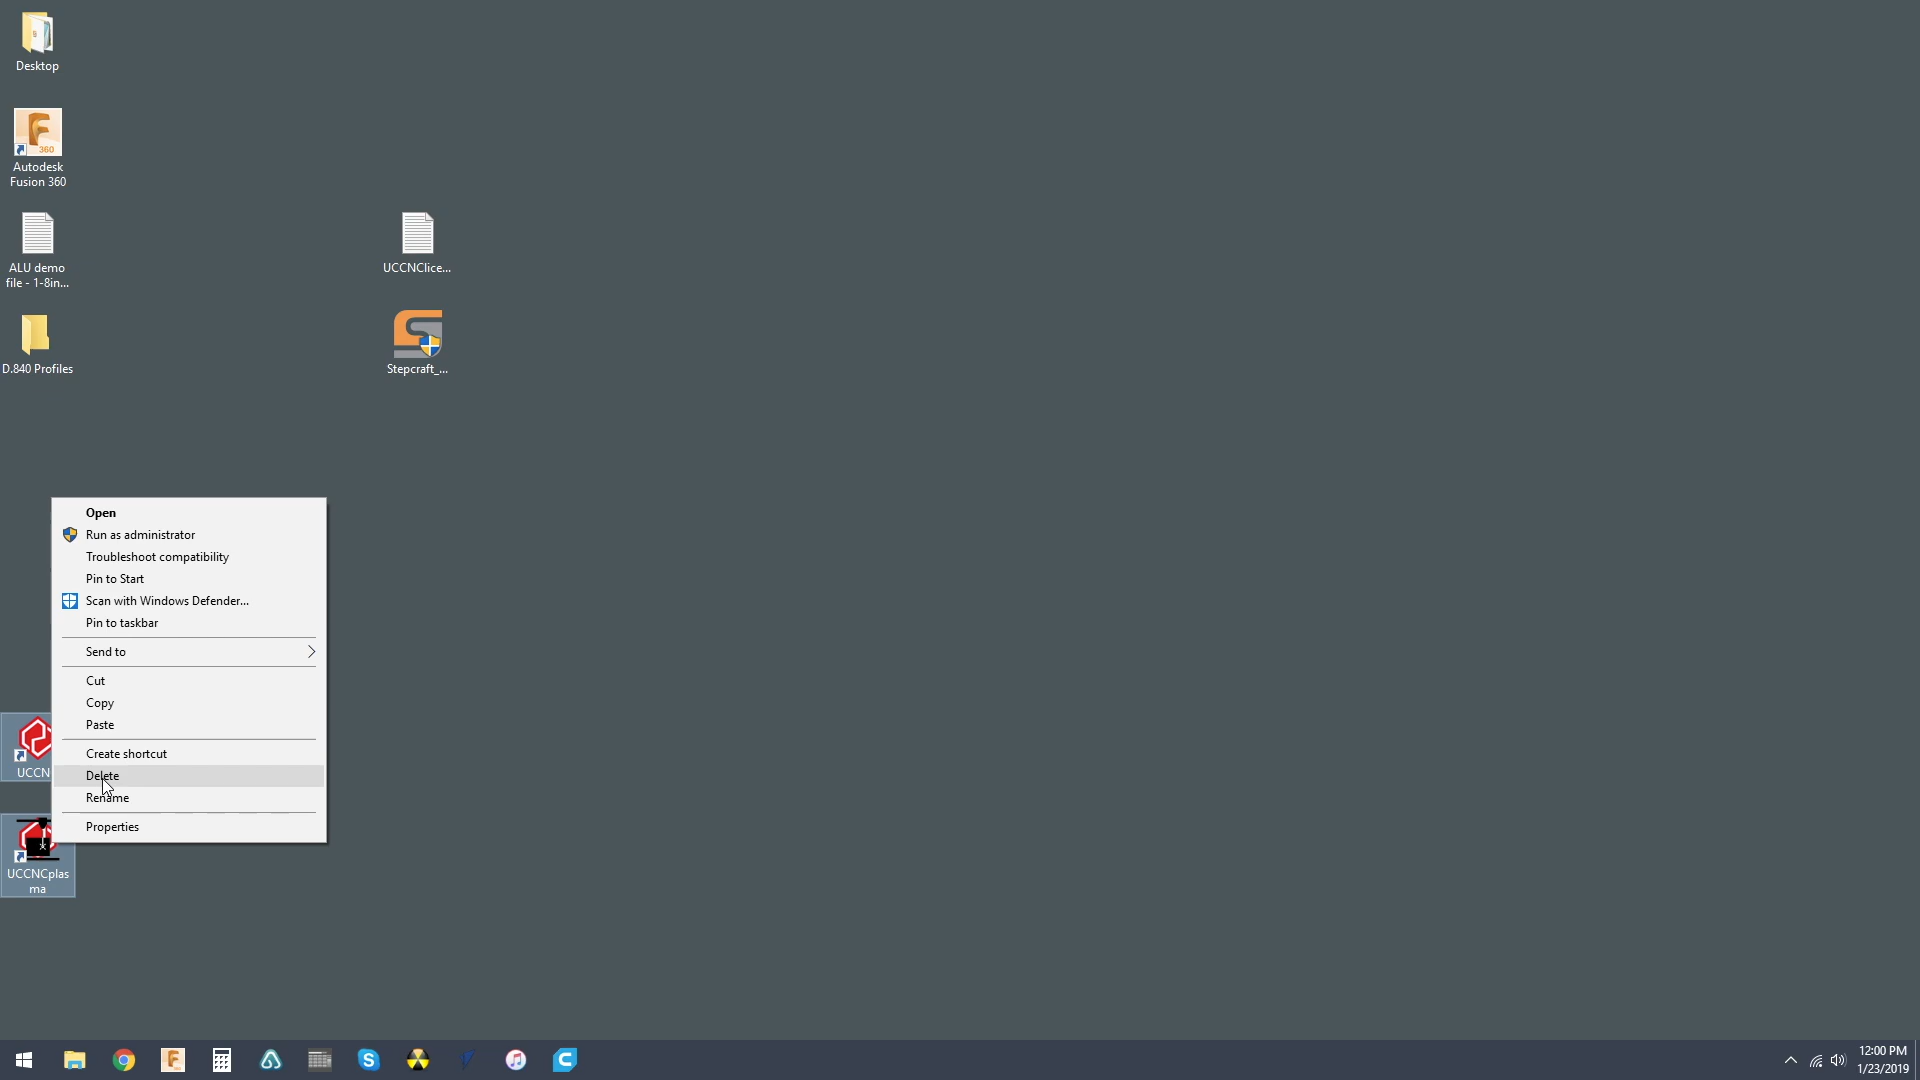 Desktop
360
Autodesk
Fusion 360
ALU demo
file - 1-8in...
UCCNClice...
D.840 Profiles
Stepcraft_...
Open
Run as administrator
Troubleshoot compatibility
Pin to Start
Scan with Windows Defender...
Pin to taskbar
Send to
Cut
Copy
Paste
Create shortcut
Delete
Rename
Properties
UCCN
UCCNCplas
ma
12:00 PM
1/23/2019